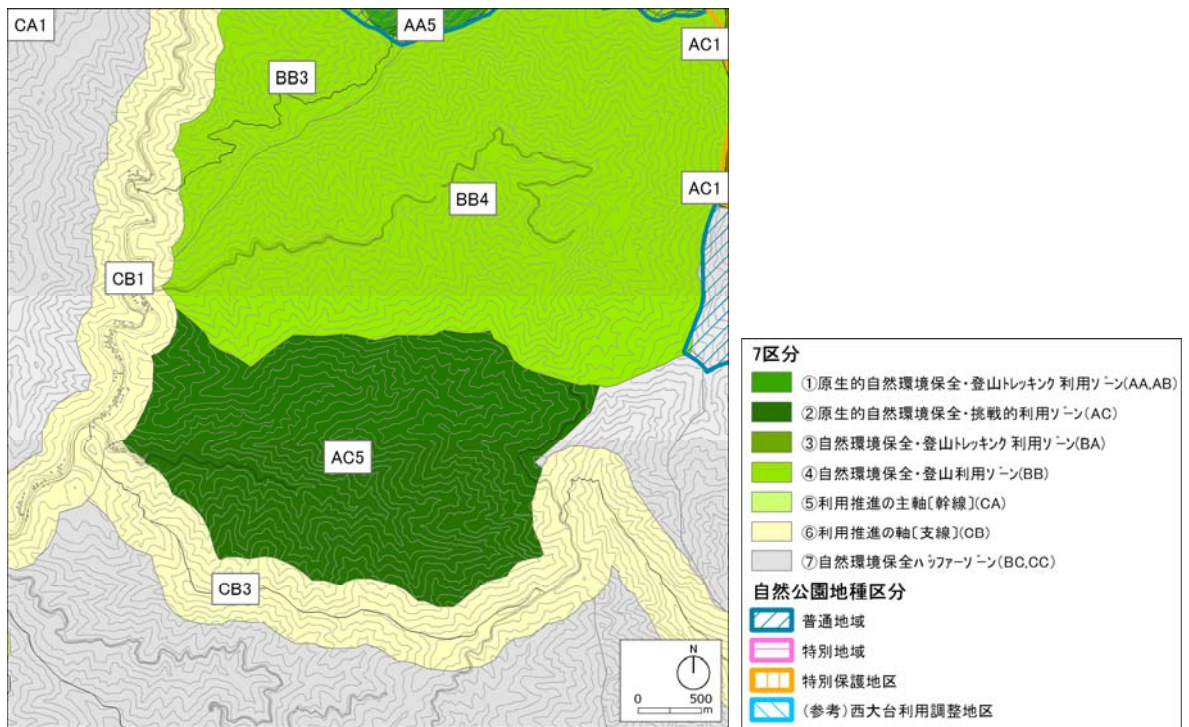 CA1
AA5
AC1
BB3
AC1
BB4
CB1
AC5
CB3
N
0 500
m
7区分
①原生的自然環境保全・登山トレッキング 利用ゾーン(AA,AB)
②原生的自然環境保全・挑戦的利用ゾーン(AC)
③自然環境保全・登山トレッキング 利用ゾーン(BA)
④自然環境保全・登山利用ゾーン(BB)
⑤利用推進の主軸[幹線](CA)
⑥利用推進の軸[支線](CB)
⑦自然環境保全バッファーゾーン(BC,CC)
自然公園地種区分
普通地域
特別地域
特別保護地区
(参考)西大台利用調整地区